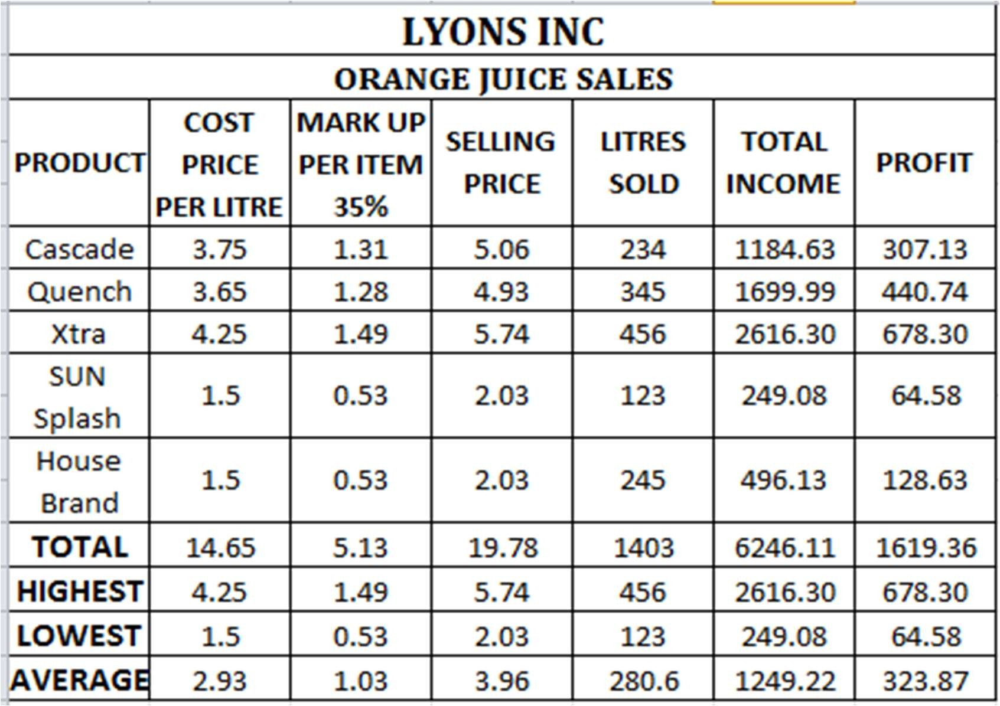 LYONS INC
ORANGE JUICE SALES
PRODUCT COST PRICE PER LITRE MARK UP PER ITEM 35% SELLING PRICE LITRES SOLD TOTAL INCOME PROFIT
Cascade 3.75 1.31 5.06 234 1184.63 307.13
Quench 3.65 1.28 4.93 345 1699.99 440.74
Xtra 4.25 1.49 5.74 456 2616.30 678.30
SUN Splash 1.5 0.53 2.03 123 249.08 64.58
House Brand 1.5 0.53 2.03 245 496.13 128.63
TOTAL 14.65 5.13 19.78 1403 6246.11 1619.36
HIGHEST 4.25 1.49 5.74 456 2616.30 678.30
LOWEST 1.5 0.53 2.03 123 249.08 64.58
AVERAGE 2.93 1.03 3.96 280.6 1249.22 323.87